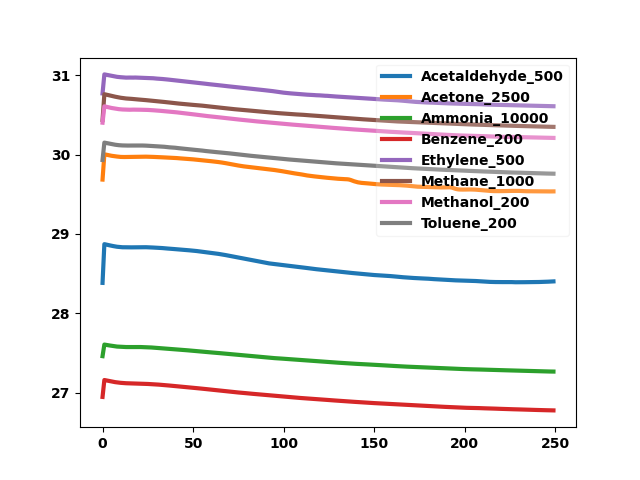 31
30
29
28
27
0 50 100 150 200 250
Acetaldehyde_500
Acetone_2500
Ammonia_10000
Benzene_200
Ethylene_500
Methane_1000
Methanol_200
Toluene_200